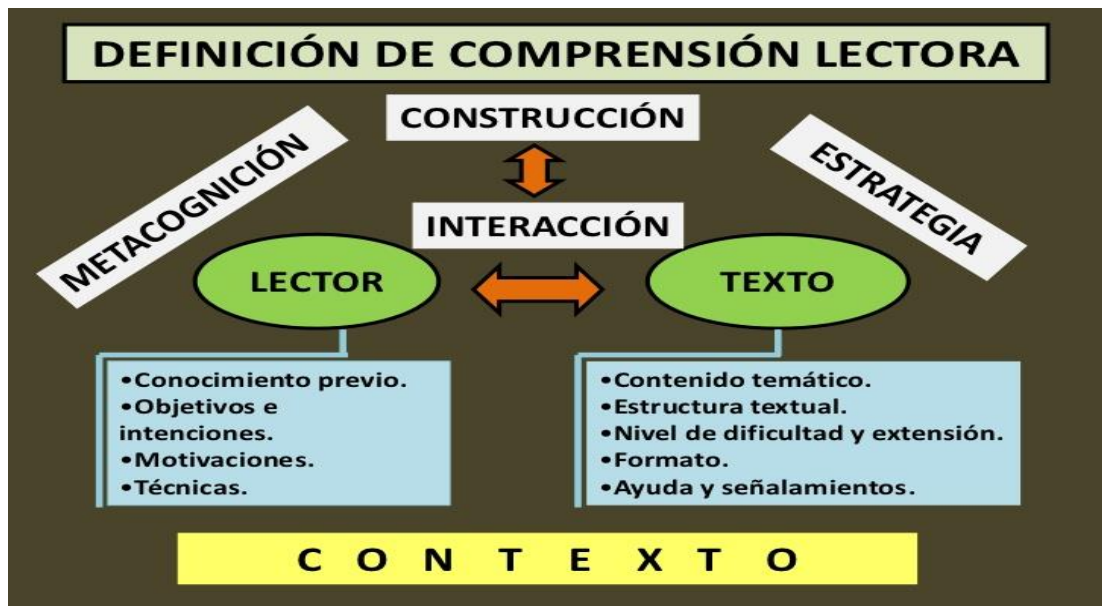 DEFINICIÓN DE COMPRENSIÓN LECTORA
CONSTRUCCIÓN
METACOGNICIÓN
ESTRATEGIA
INTERACCIÓN
LECTOR
TEXTO
•Conocimiento previo.
•Objetivos e
intenciones.
•Motivaciones.
•Técnicas.
•Contenido temático.
•Estructura textual.
•Nivel de dificultad y extensión.
•Formato.
•Ayuda y señalamientos.
C O N T E X T O